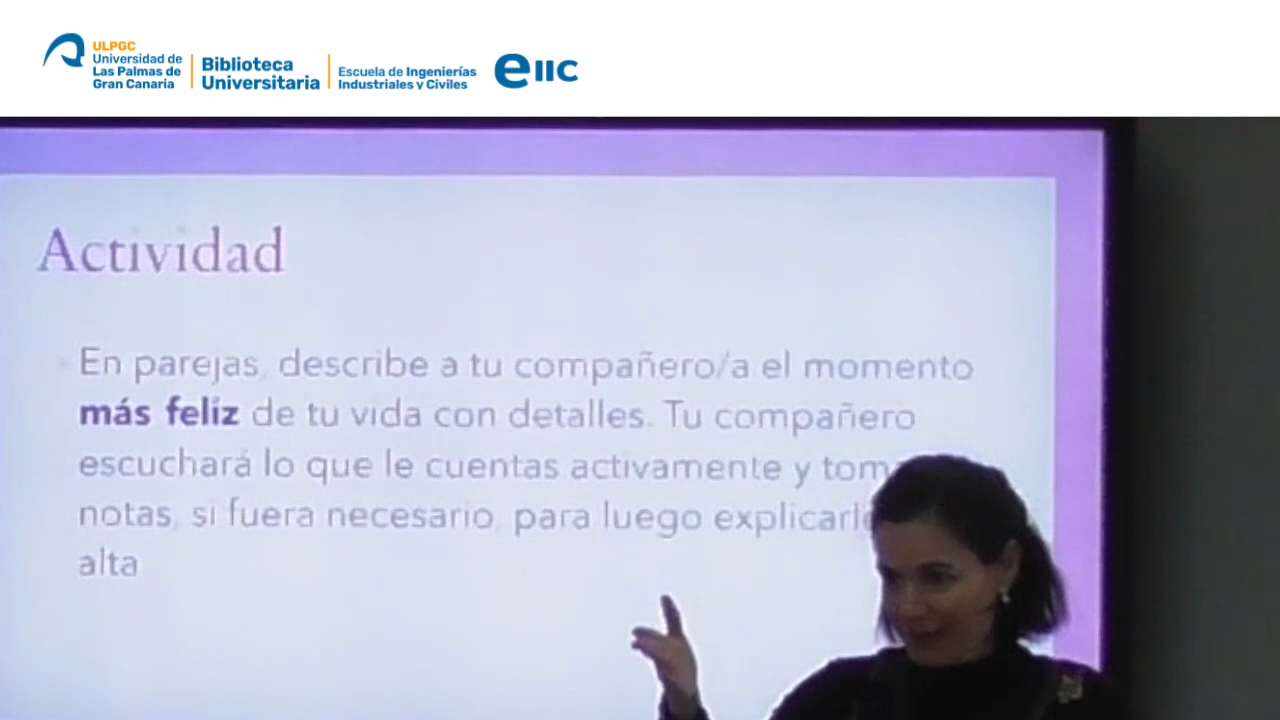 ULPGC
Universidad de
Las Palmas de
Gran Canaria
Biblioteca
Universitaria
Escuela de Ingenierías
Industriales y Civiles
eiic
Actividad
En parejas, describe a tu compañero/a el momento
más feliz de tu vida con detalles. Tu compañero
escuchará lo que le cuentas activamente y
notas, si fuera necesario, para luego
alta